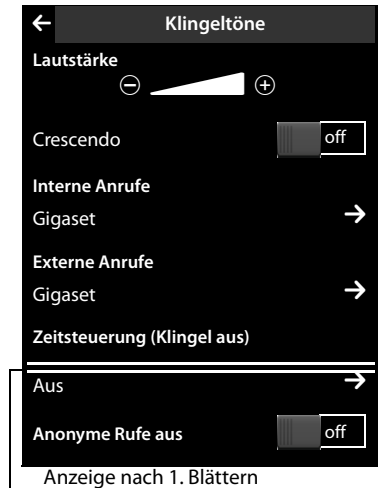 Klingeltöne
Lautstärke
Crescendo off
Interne Anrufe
Gigaset
Externe Anrufe
Gigaset
Zeitsteuerung (Klingel aus)
Aus
Anonyme Rufe aus off
Anzeige nach 1. Blättern